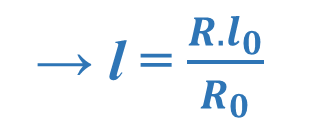 → l = R.l₀ / R₀